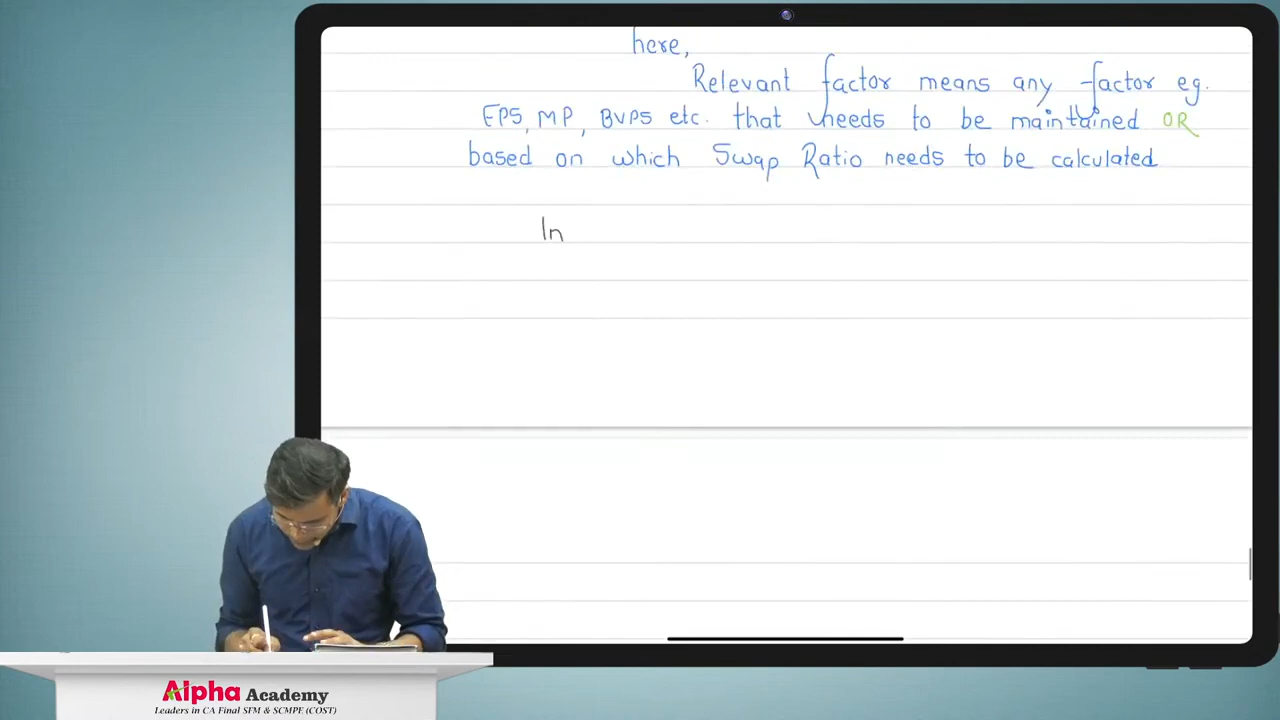 here,
Relevant factor means any factor eg.
EPS, MP, BVPS etc. that needs to be maintained OR
based on which Swap Ratio needs to be calculated
In
Alpha Academy
Leaders in CA Final SFM & SCMPE (COST)